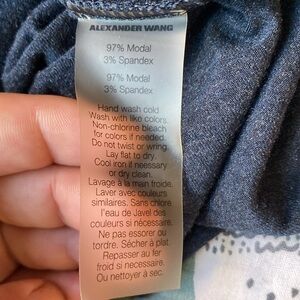 ALEXANDER WANG
97% Modal
3% Spandex
97% Modal
3% Spandex
Hand wash cold
Wash with like colors.
Non-chlorine bleach
for colors if needed.
Do not twist or wring.
Lay flat to dry.
Cool iron if necessary
or dry clean.
Lavage à la main froide.
Laver avec couleurs
similaires. Sans chlore
l'eau de Javel des
couleurs si nécessaire.
Ne pas essorer du
tordre. Sécher à plat.
Repasser au fer
froid si necessaire.
Ou nettoyer à sec.